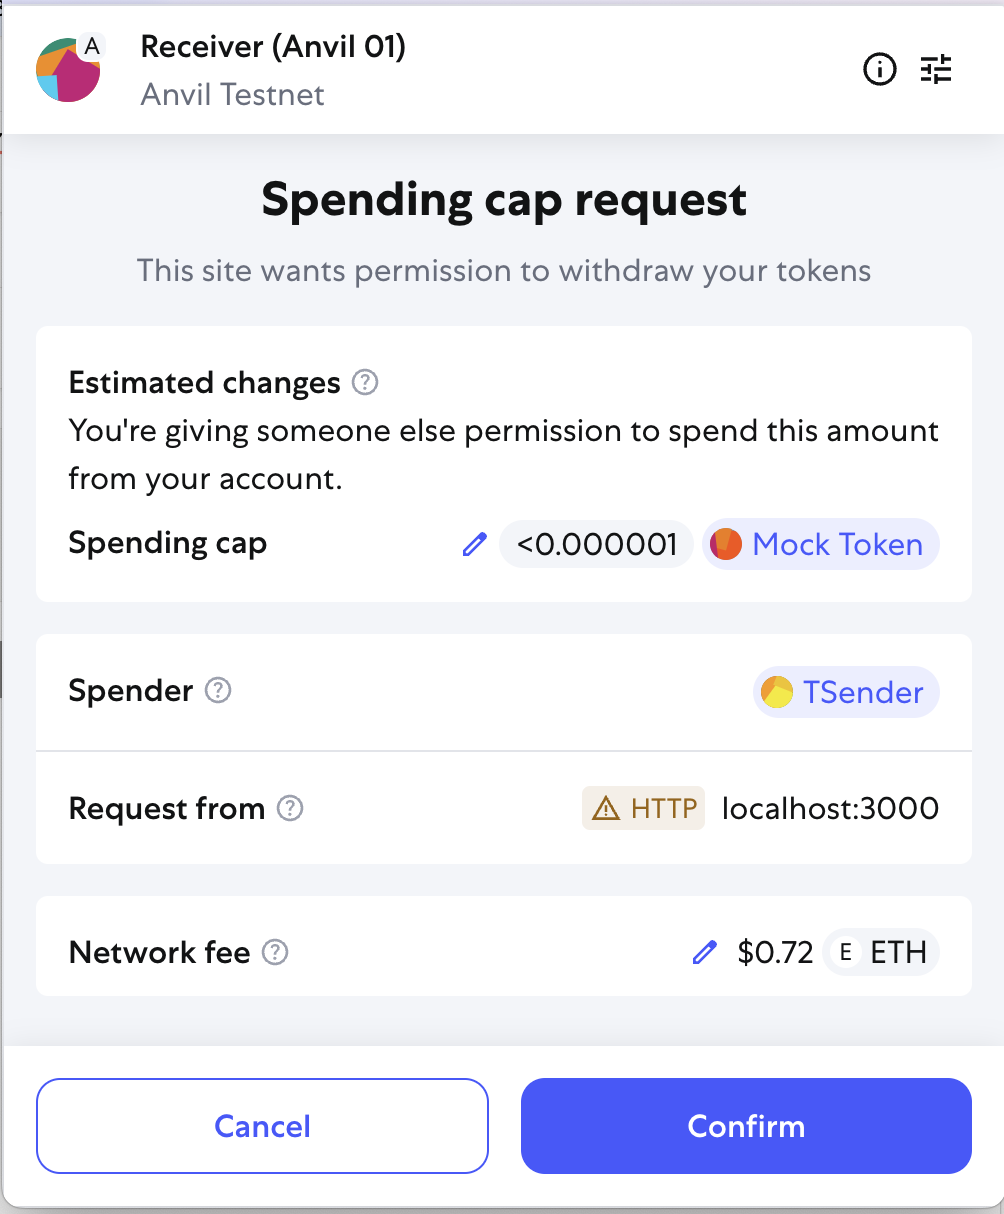 A
Receiver (Anvil 01)
Anvil Testnet
Spending cap request
This site wants permission to withdraw your tokens
Estimated changes
You're giving someone else permission to spend this amount
from your account.
Spending cap <0.000001 Mock Token
Spender TSender
Request from HTTP localhost:3000
Network fee $0.72 E ETH
Cancel Confirm